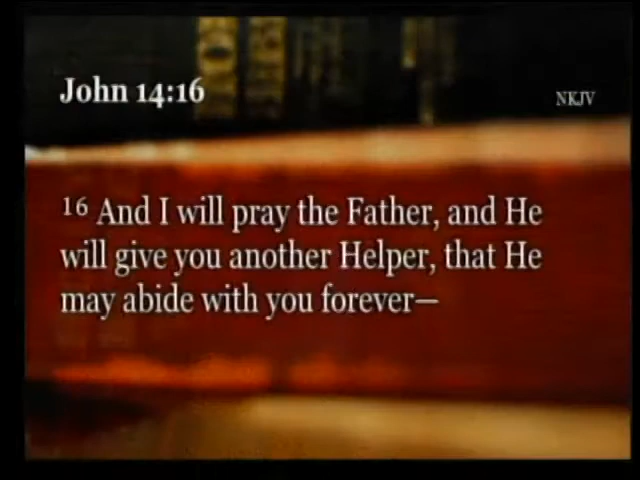 John 14:16
NKJV
16 And I will pray the Father, and He
will give you another Helper, that He
may abide with you forever—